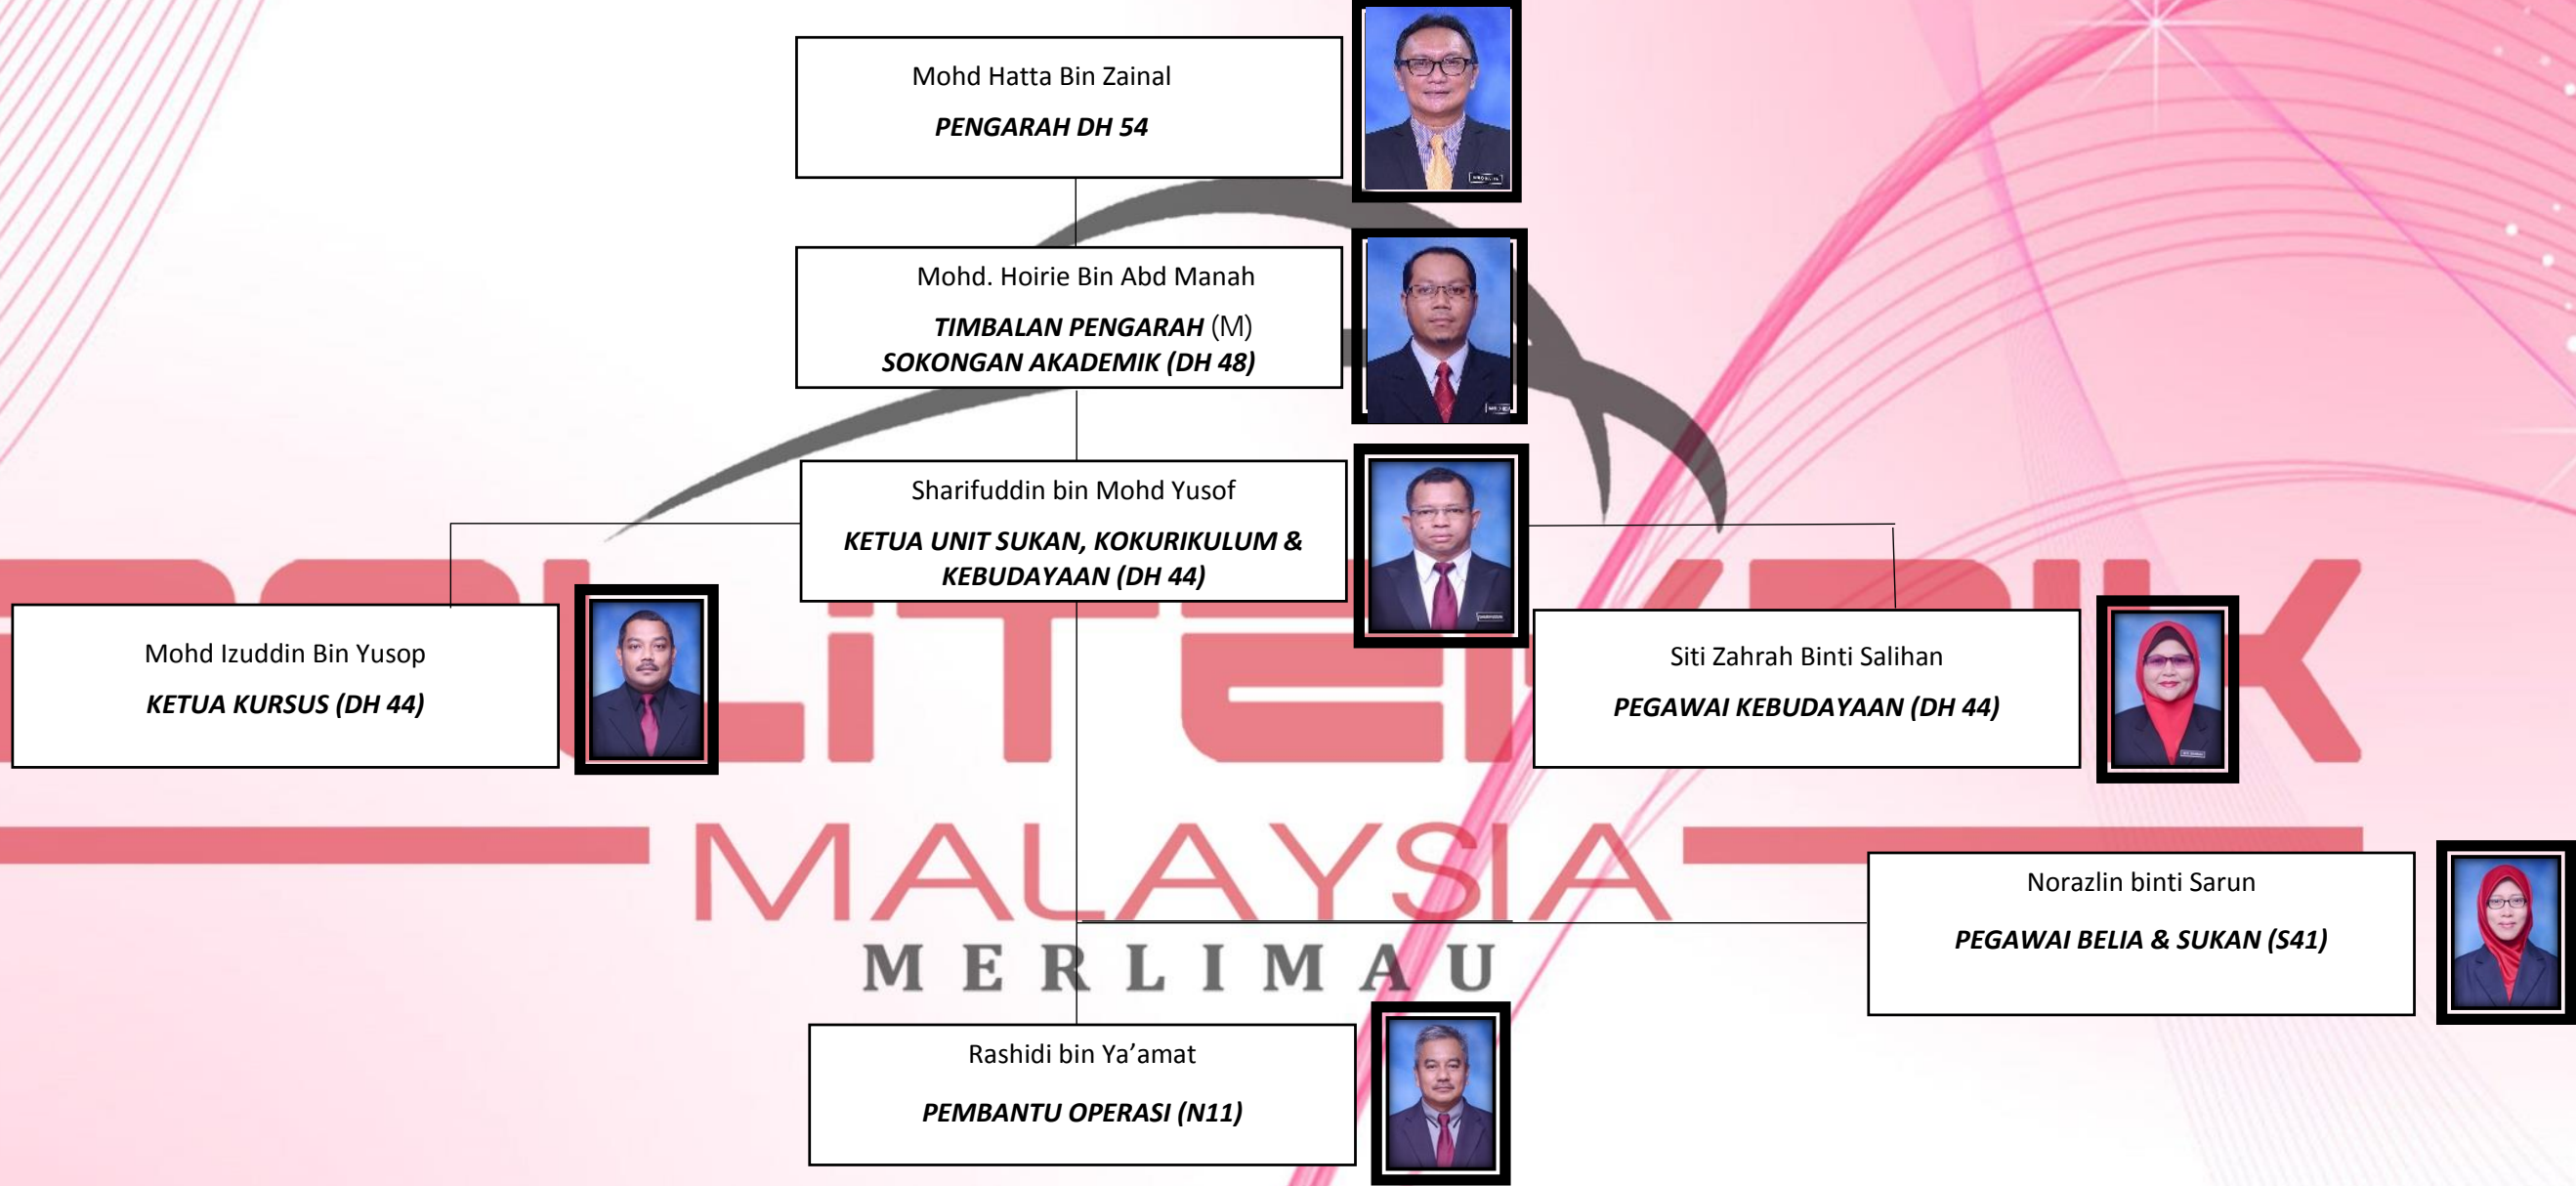 Mohd Hatta Bin Zainal
PENGARAH DH 54
Mohd. Hoirie Bin Abd Manah
TIMBALAN PENGARAH (M)
SOKONGAN AKADEMIK (DH 48)
Sharifuddin bin Mohd Yusof
KETUA UNIT SUKAN, KOKURIKULUM &
KEBUDAYAAN (DH 44)
Mohd Izuddin Bin Yusop
KETUA KURSUS (DH 44)
Siti Zahrah Binti Salihan
PEGAWAI KEBUDAYAAN (DH 44)
MALAYSIA
MERLIMAU
Norazlin binti Sarun
PEGAWAI BELIA & SUKAN (S41)
Rashidi bin Ya’amat
PEMBANTU OPERASI (N11)